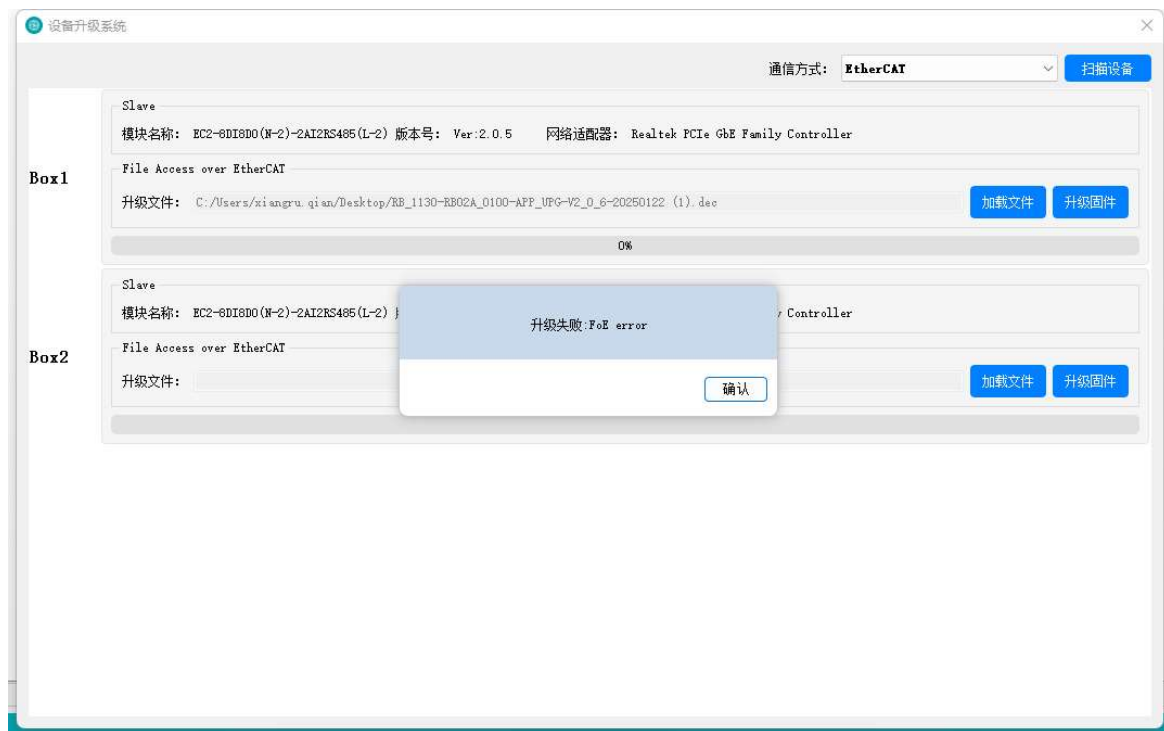 设备升级系统
通信方式: EtherCAT 扫描设备
Slave
模块名称: EC2-8DI8DO(N-2)-2AI2RS485(L-2) 版本号: Ver:2.0.5 网络适配器: Realtek PCIe GbE Family Controller
Box1
File Access over EtherCAT
升级文件: C:/Users/xiangru.qian/Desktop/RB_1130-RB02A_0100-APP_UPG-V2_0_6-20250122 (1).dec 加载文件 升级固件
0%
Slave
模块名称: EC2-8DI8DO(N-2)-2AI2RS485(L-2) Controller
升级失败:FoE error
Box2
File Access over EtherCAT
升级文件: 加载文件 升级固件
确认